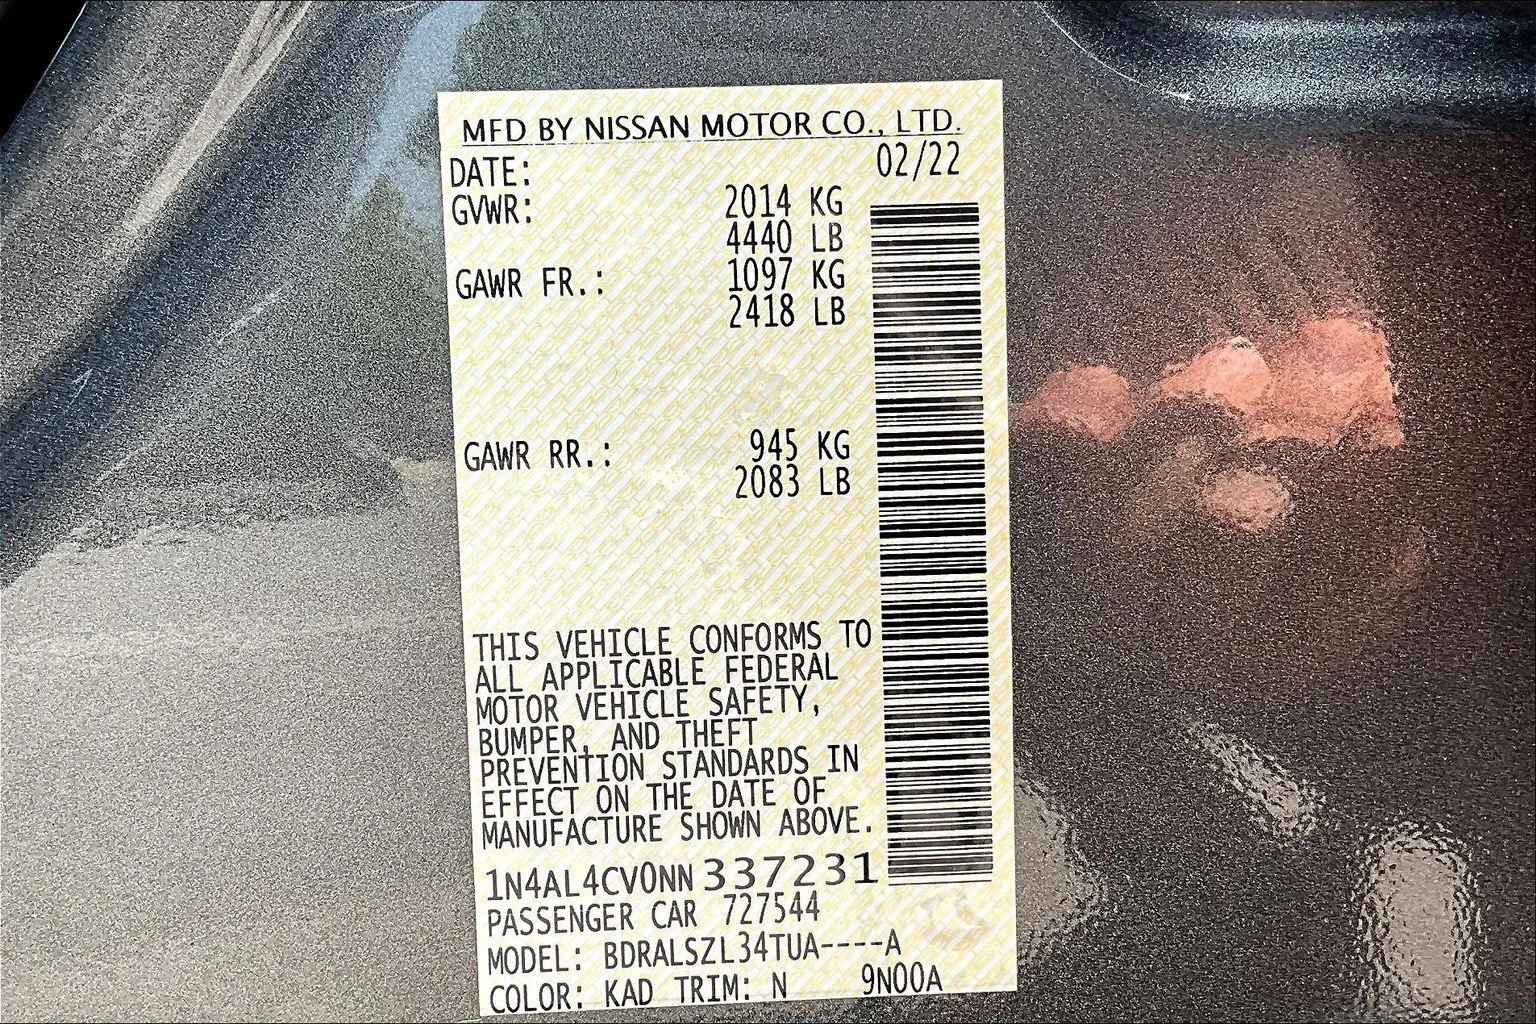 MFD BY NISSAN MOTOR CO., LTD.
DATE: 02/22
GVWR: 2014 KG
4440 LB
GAWR FR.: 1097 KG
2418 LB
GAWR RR.: 945 KG
2083 LB
THIS VEHICLE CONFORMS TO
ALL APPLICABLE FEDERAL
MOTOR VEHICLE SAFETY,
BUMPER, AND THEFT
PREVENTION STANDARDS IN
EFFECT ON THE DATE OF
MANUFACTURE SHOWN ABOVE.
1N4AL4CV0NN337231
PASSENGER CAR 727544
MODEL: BDRALSZL34TUA----A
COLOR: KAD TRIM: N 9N00A